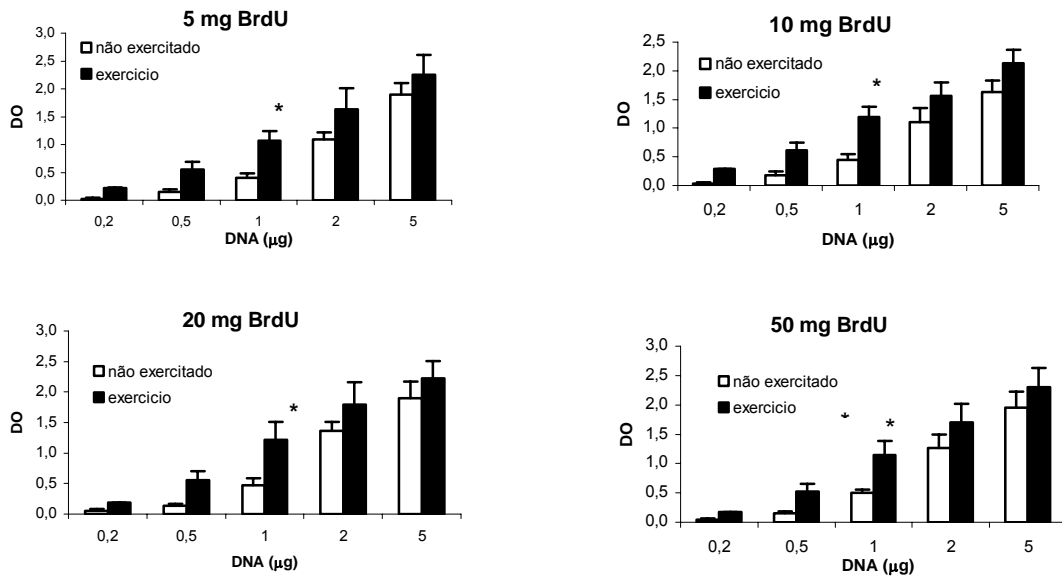 5 mg BrdU
3,0
2,5
2,0
1,5
1,0
0,5
0,0
DO
não exercitado
exercicio
*
0,2 0,5 1 2 5
DNA (µg)
10 mg BrdU
2,5
2,0
1,5
1,0
0,5
0,0
DO
não exercitado
exercicio
*
0,2 0,5 1 2 5
DNA (µg)
20 mg BrdU
3,0
2,5
2,0
1,5
1,0
0,5
0,0
DO
não exercitado
exercicio
*
0,2 0,5 1 2 5
DNA (µg)
50 mg BrdU
3,0
2,5
2,0
1,5
1,0
0,5
0,0
DO
não exercitado
exercicio
* *
0,2 0,5 1 2 5
DNA (µg)